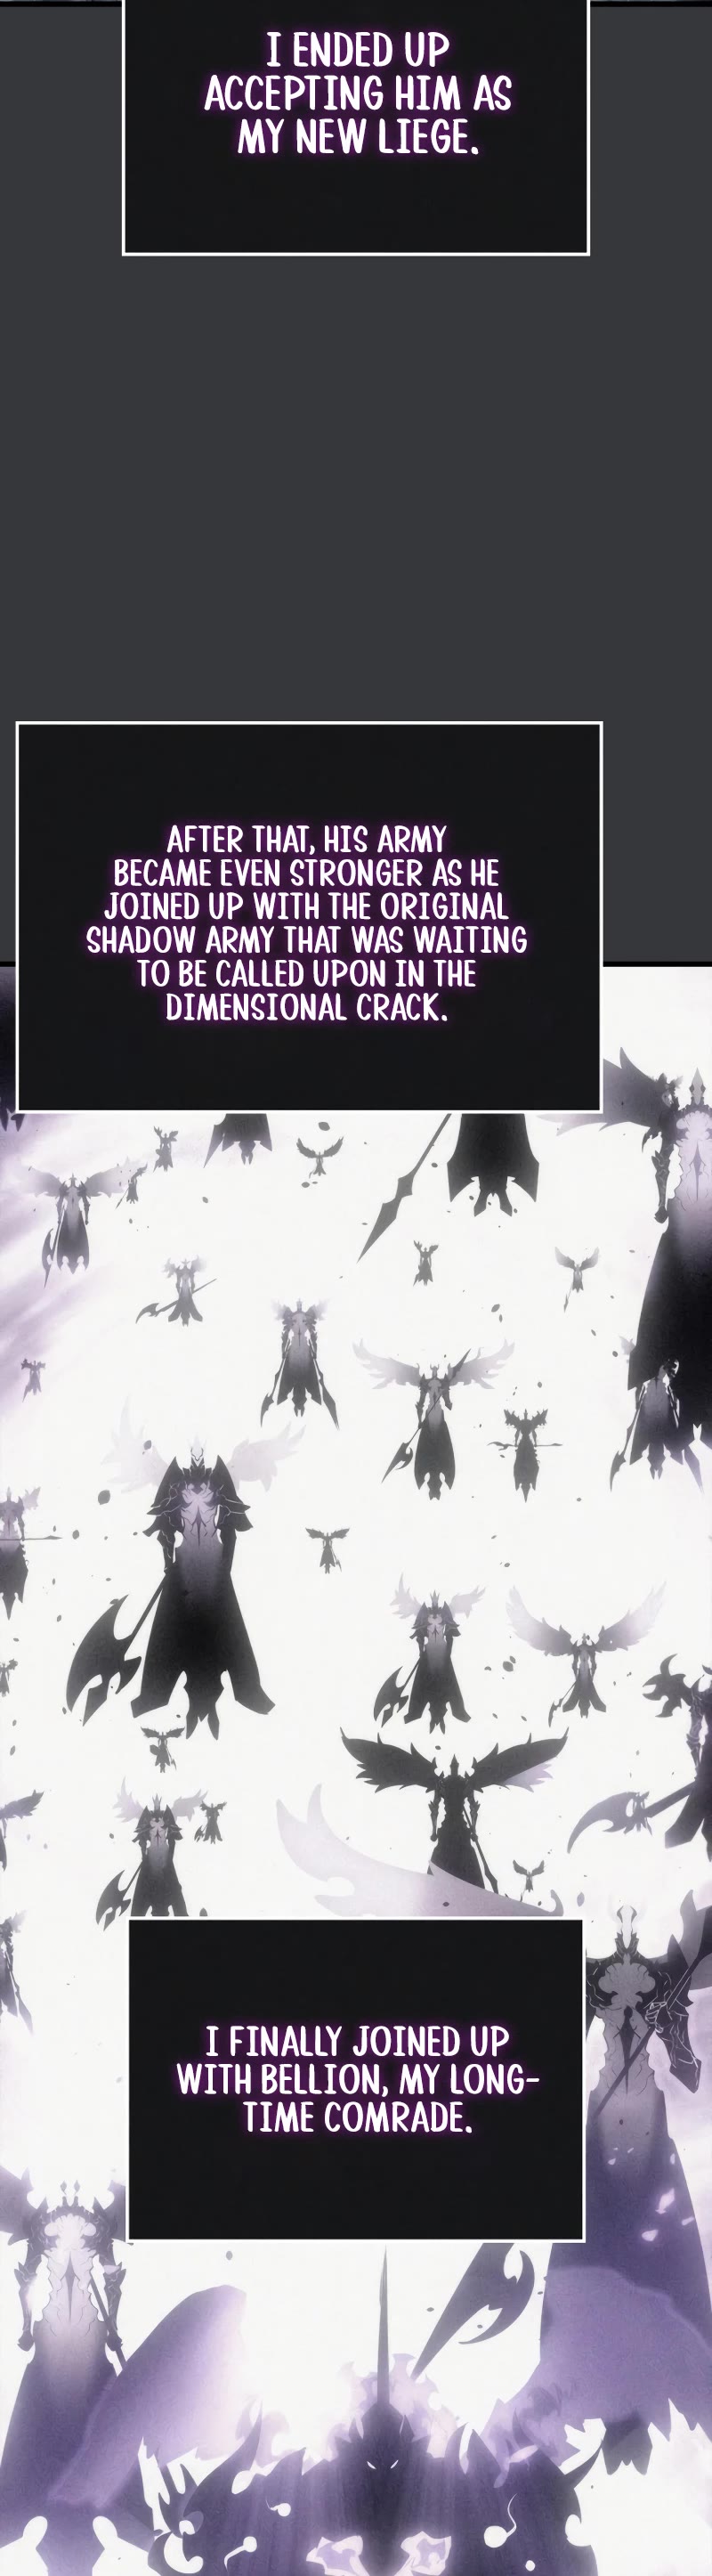 I ENDED UP
ACCEPTING HIM AS
MY NEW LIEGE.
AFTER THAT, HIS ARMY
BECAME EVEN STRONGER AS HE
JOINED UP WITH THE ORIGINAL
SHADOW ARMY THAT WAS WAITING
TO BE CALLED UPON IN THE
DIMENSIONAL CRACK.
I FINALLY JOINED UP
WITH BELLION, MY LONG-
TIME COMRADE.